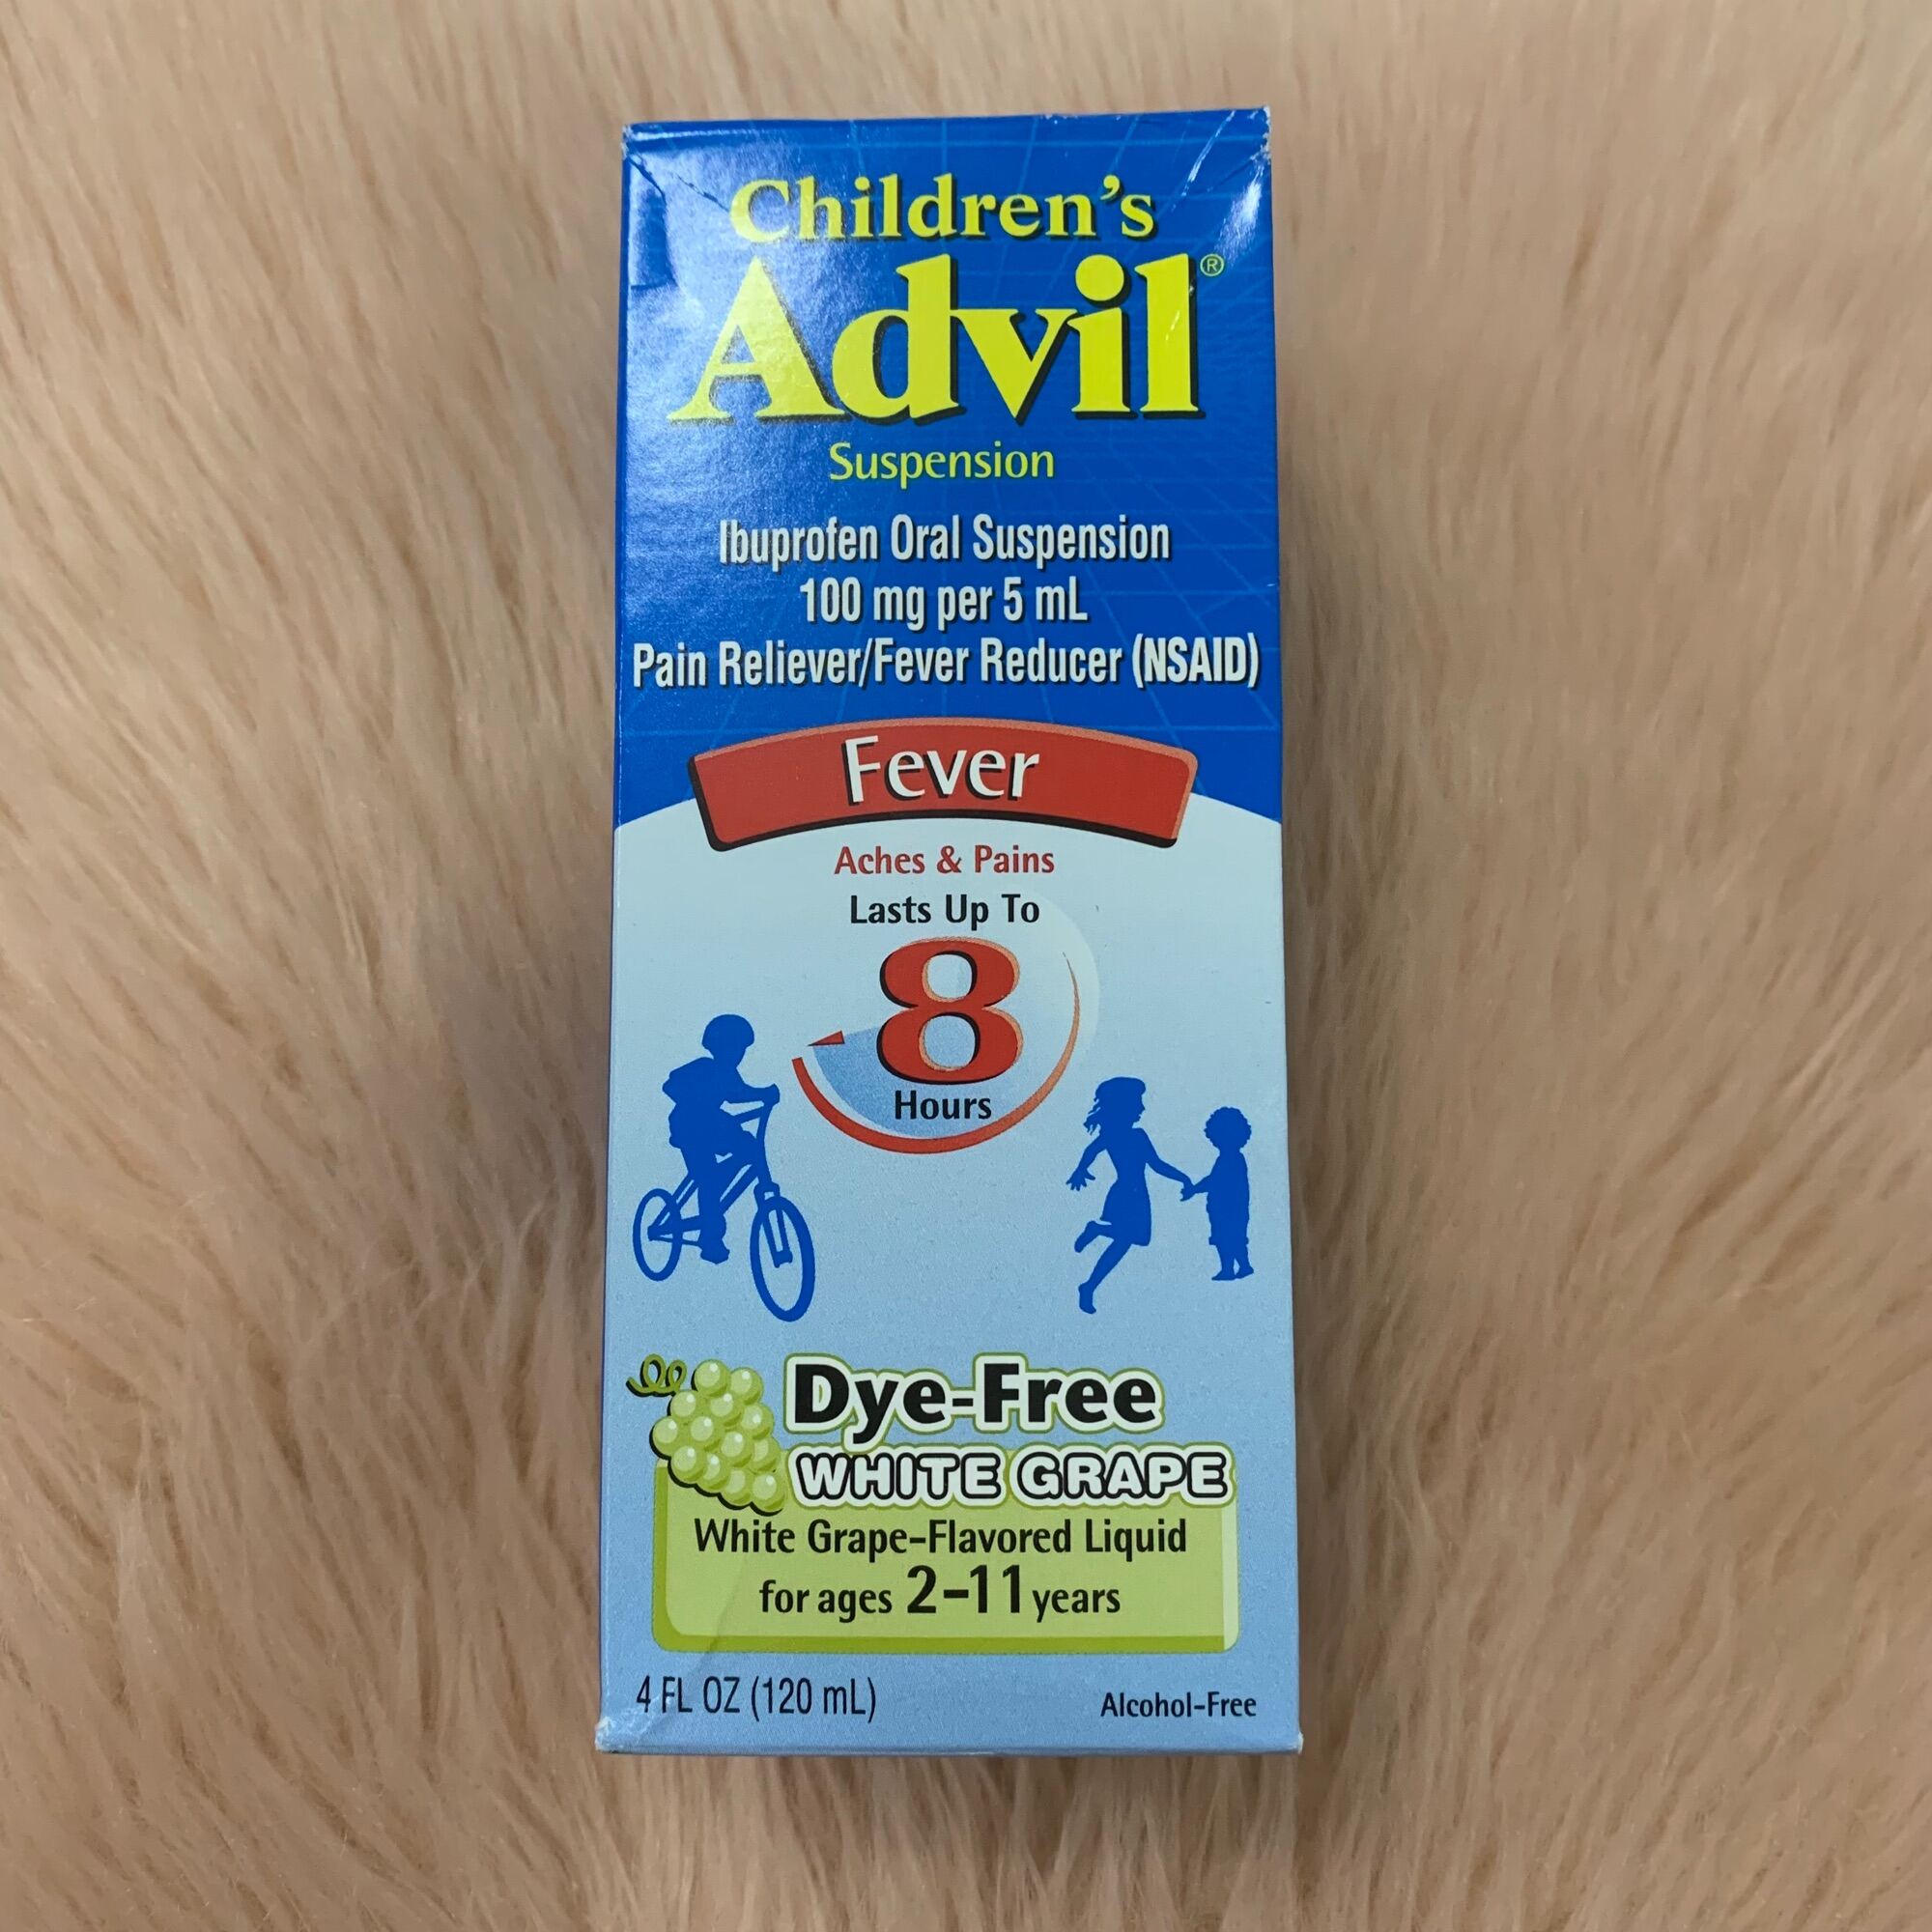 Children's
Advil®
Suspension
Ibuprofen Oral Suspension
100 mg per 5 mL
Pain Reliever/Fever Reducer (NSAID)
Fever
Aches & Pains
Lasts Up To
8
Hours
Dye-Free
WHITE GRAPE
White Grape-Flavored Liquid
for ages 2-11 years
4 FL OZ (120 mL) Alcohol-Free